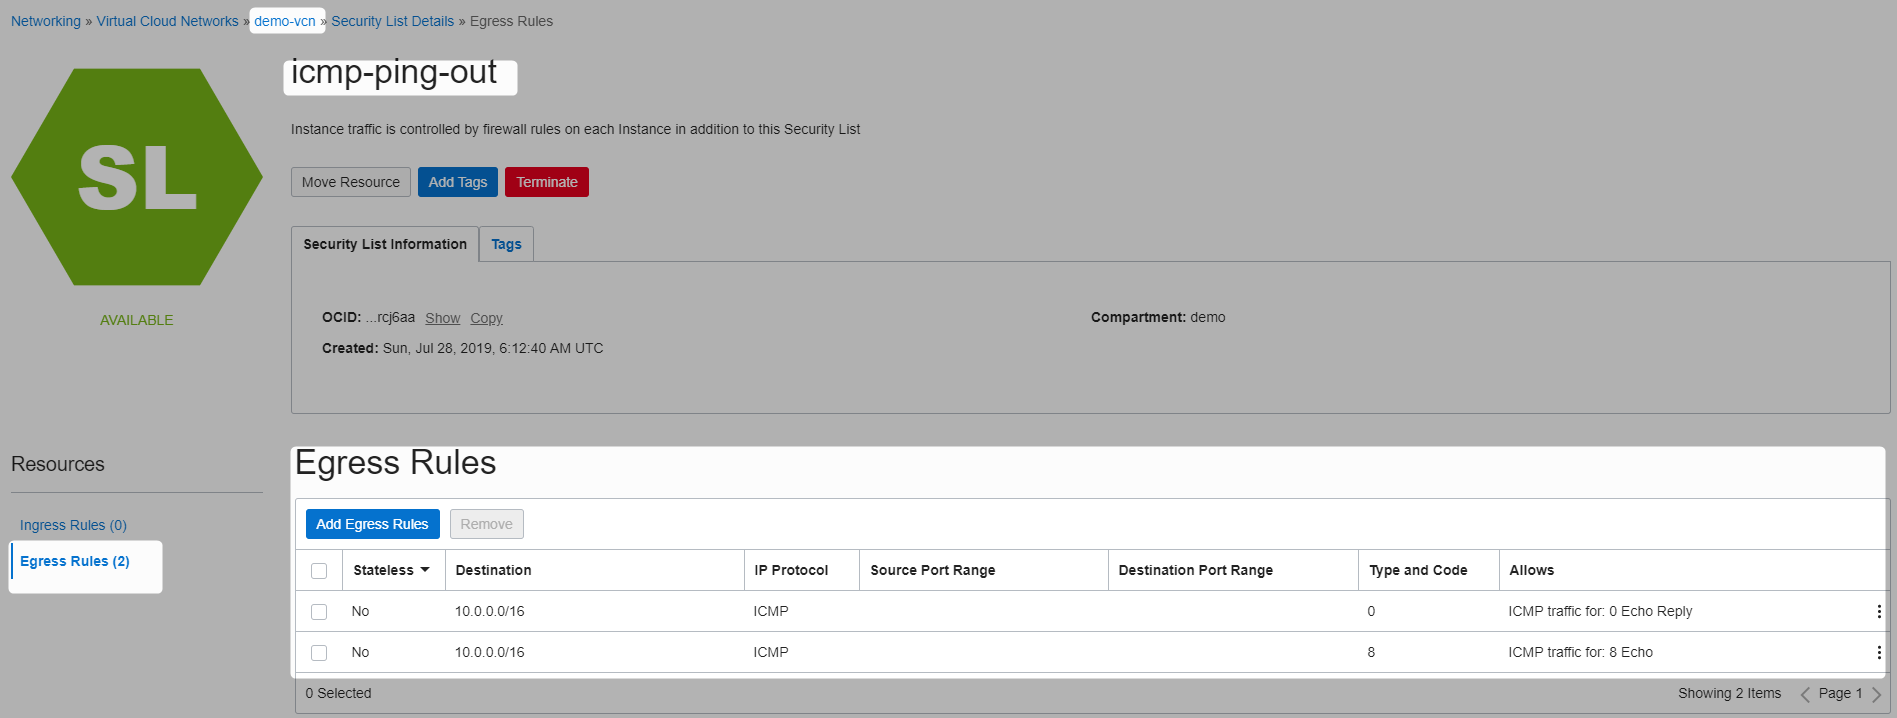 Networking » Virtual Cloud Networks » demo-vcn » Security List Details » Egress Rules
SL
AVAILABLE
icmp-ping-out
Instance traffic is controlled by firewall rules on each Instance in addition to this Security List
Move Resource Add Tags Terminate
Security List Information Tags
OCID: ...rcj6aa Show Copy Compartment: demo
Created: Sun, Jul 28, 2019, 6:12:40 AM UTC
Resources
Ingress Rules (0)
Egress Rules (2)
Egress Rules
Add Egress Rules Remove
Stateless Destination IP Protocol Source Port Range Destination Port Range Type and Code Allows
No 10.0.0.0/16 ICMP 0 ICMP traffic for: 0 Echo Reply
No 10.0.0.0/16 ICMP 8 ICMP traffic for: 8 Echo
0 Selected Showing 2 Items Page 1